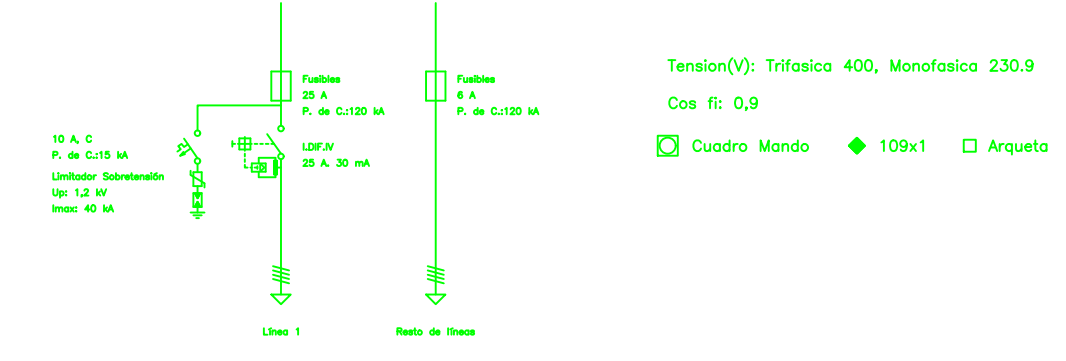 Fusibles
25 A
P. de C.:120 kA
Fusibles
6 A
P. de C.:120 kA
10 A, C
P. de C.:15 kA
Limitador Sobretensión
Up: 1,2 kV
Imax: 40 kA
I.DIF.IV
25 A, 30 mA
Línea 1
Resto de líneas
Tension(V): Trifasica 400, Monofasica 230.9
Cos fi: 0,9
Cuadro Mando
109x1
Arqueta